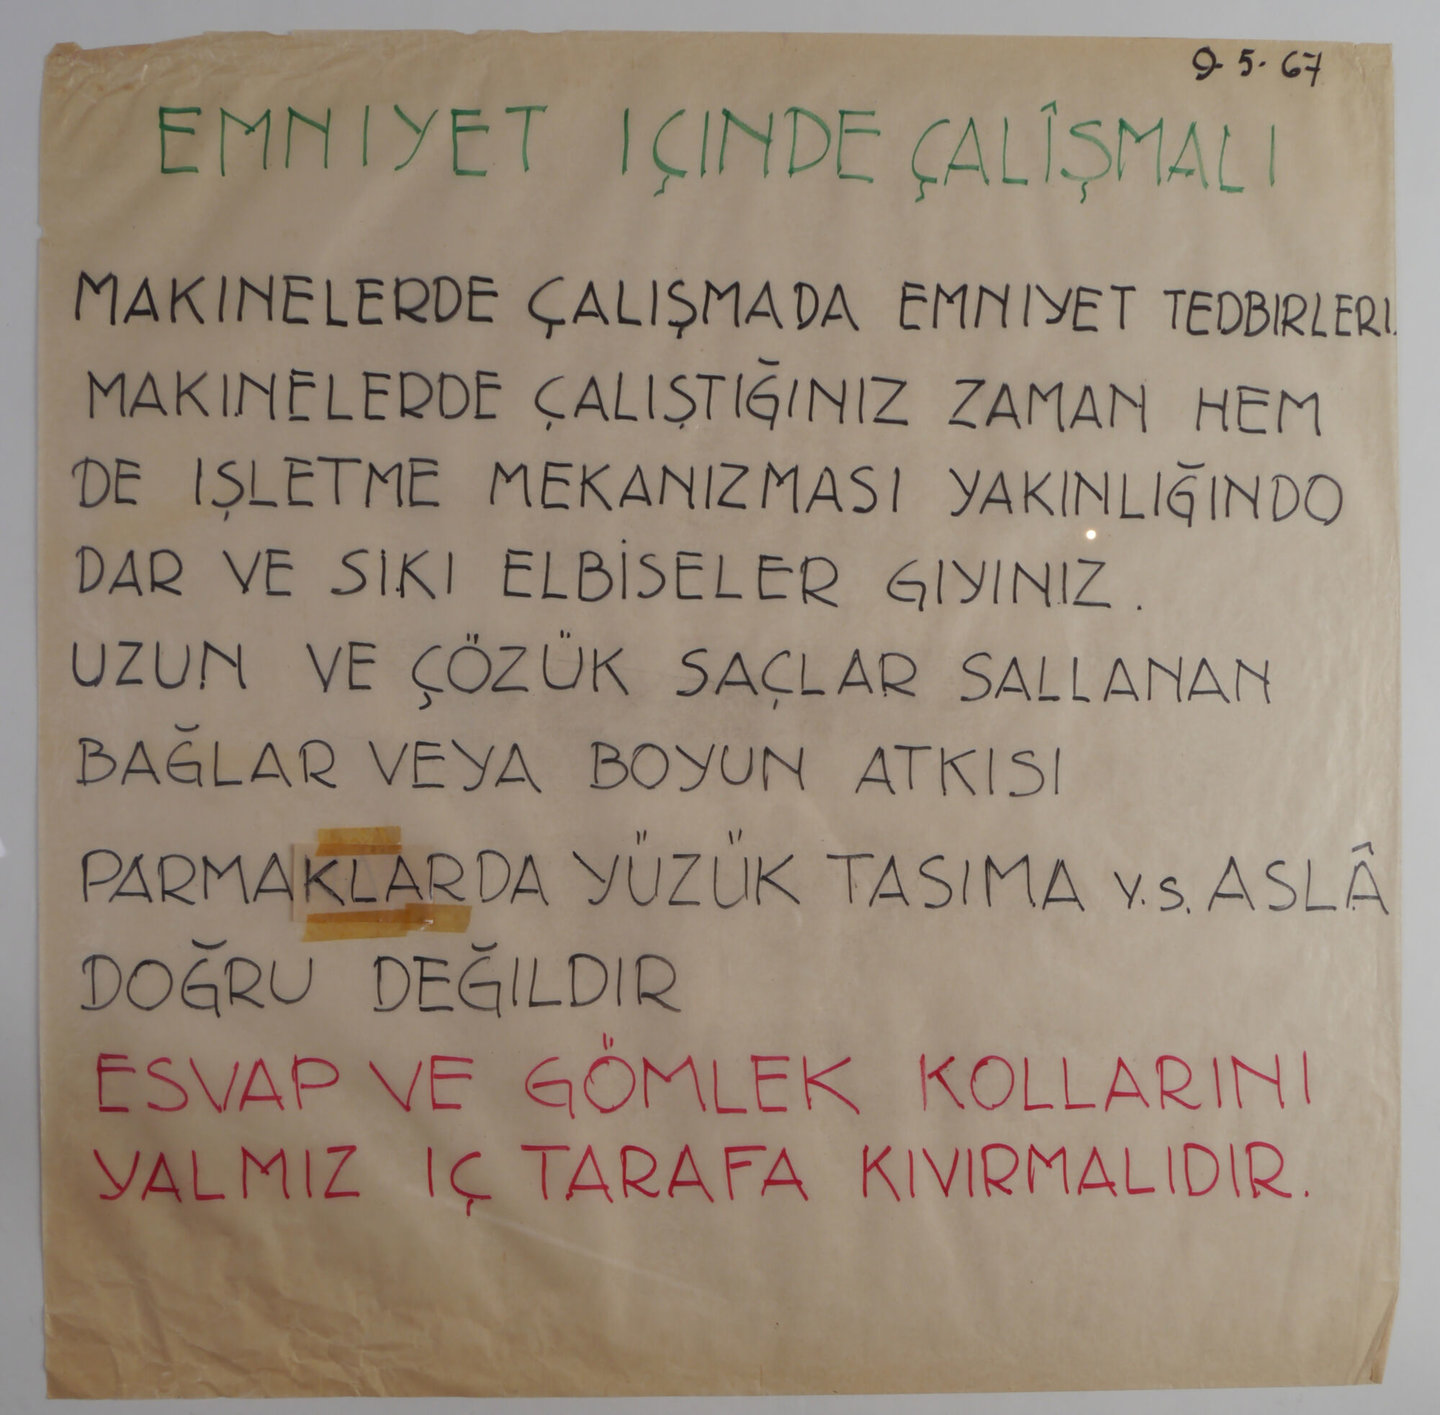 9-5-67
EMNIYET IÇINDE ÇALÎŞMALI
MAKINELERDE ÇALIŞMADA EMNIYET TEDBIRLERI.
MAKINELERDE ÇALIŞTIĞINIZ ZAMAN HEM
DE IŞLETME MEKANIZMASI YAKINLIĞINDO
DAR VE SIKI ELBİSELER GIYINIZ.
UZUN VE ÇÖZÜK SAÇLAR SALLANAN
BAĞLAR VEYA BOYUN ATKISI
PARMAKLARDA YÜZÜK TASIMA Y.S. ASLÂ
DOĞRU DEĞILDIR
ESVAP VE GÖMLEK KOLLARINI
YALMIZ IÇ TARAFA KIVIRMALIDIR.